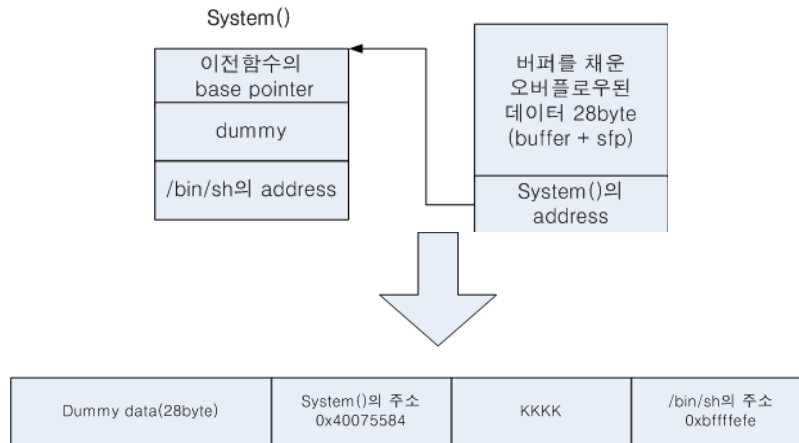 System()
이전함수의
base pointer
dummy
/bin/sh의 address
버퍼를 채운
오버플로우된
데이터 28byte
(buffer + sfp)
System()의
address
Dummy data(28byte)
System()의 주소
0x40075584
KKKK
/bin/sh의 주소
0xbffffefe